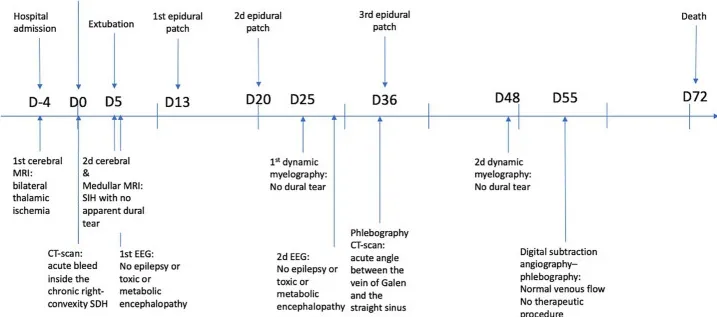 Hospital
admission
Extubation
1st epidural
patch
2d epidural
patch
3rd epidural
patch
Death
D-4
D0
D5
D13
D20
D25
D36
D48
D55
D72
1st cerebral
MRI:
bilateral
thalamic
ischemia
2d cerebral
&
Medullar MRI:
SIH with no
apparent dural
tear
1st dynamic
myelography:
No dural tear
2d dynamic
myelography:
No dural tear
CT-scan:
acute bleed
inside the
chronic right-
convexity SDH
1st EEG:
No epilepsy or
toxic or
metabolic
encephalopathy
2d EEG:
No epilepsy or
toxic or
metabolic
encephalopathy
Phlebography
CT-scan:
acute angle
between the
vein of Galen
and the
straight sinus
Digital subtraction
angiography–
phlebography:
Normal venous flow
No therapeutic
procedure